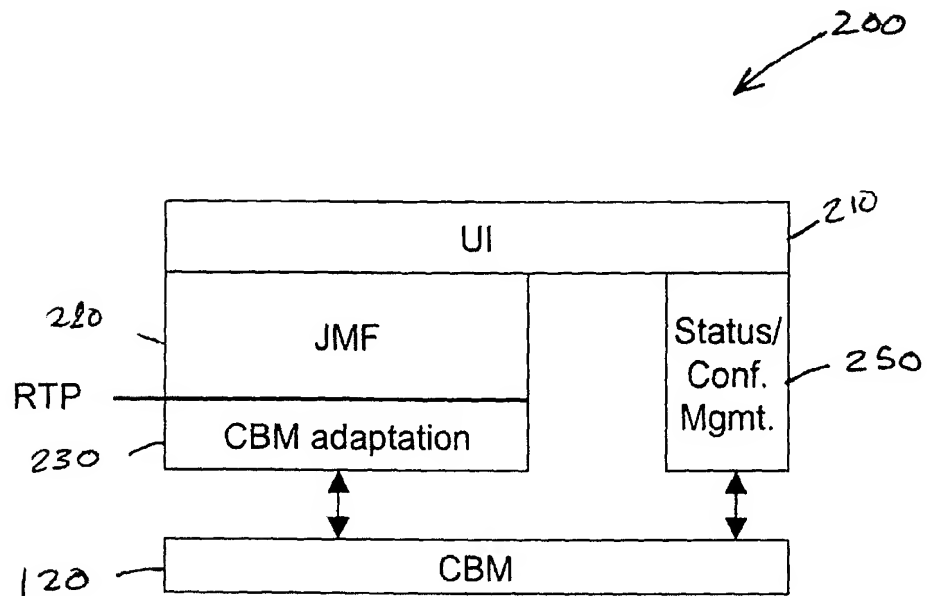 200
UI
210
220
JMF
Status/
Conf.
Mgmt.
250
RTP
CBM adaptation
230
CBM
120